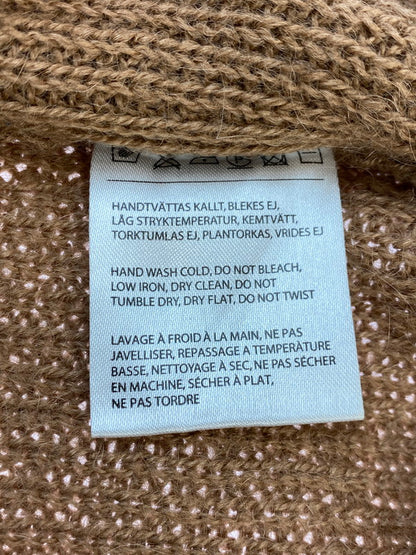 HANDTVÄTTAS KALLT, BLEKES EJ,
LÅG STRYKTEMPERATUR, KEMTVÄTT,
TORKTUMLAS EJ, PLANTORKAS, VRIDES EJ
HAND WASH COLD, DO NOT BLEACH,
LOW IRON, DRY CLEAN, DO NOT
TUMBLE DRY, DRY FLAT, DO NOT TWIST
LAVAGE À FROID À LA MAIN, NE PAS
JAVELLISER, REPASSAGE A TEMPERÀTURE
BASSE, NETTOYAGE À SEC, NE PAS SÉCHER
EN MACHINE, SÉCHER À PLAT,
NE PAS TORDRE